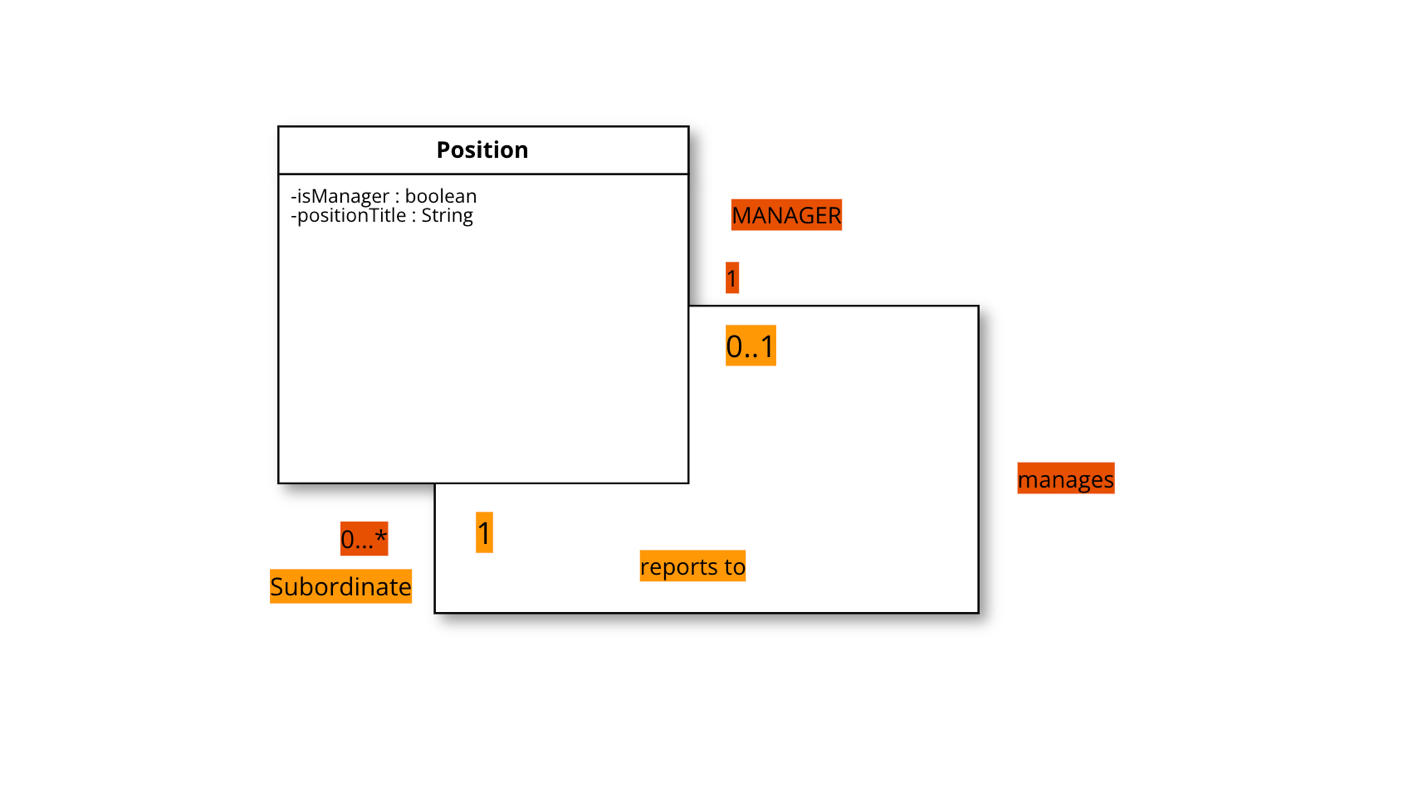 Position
-isManager : boolean
-positionTitle : String
MANAGER
1
0..1
manages
1
0...*
reports to
Subordinate